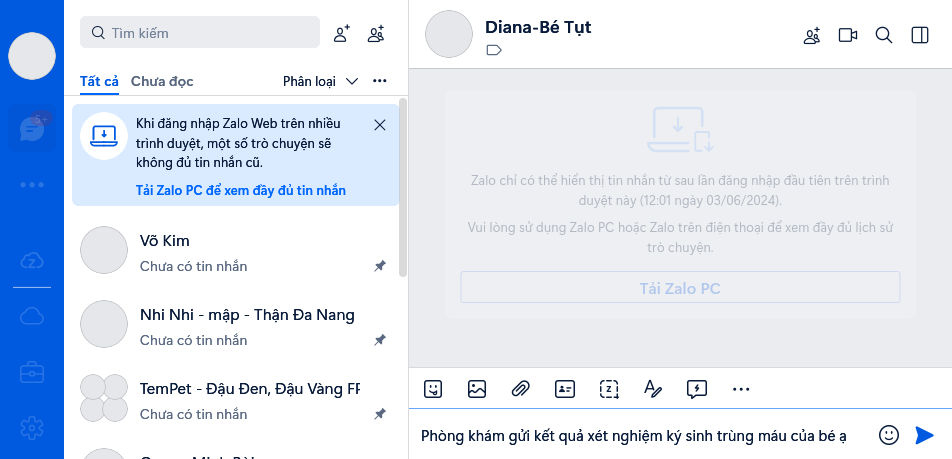 Tìm kiếm
Tất cả Chưa đọc Phân loại
5+
Khi đăng nhập Zalo Web trên nhiều
trình duyệt, một số trò chuyện sẽ
không đủ tin nhắn cũ.
Tải Zalo PC để xem đầy đủ tin nhắn
Võ Kim
Chưa có tin nhắn
Nhi Nhi - mập - Thận Đa Nang
Chưa có tin nhắn
TemPet - Đậu Đen, Đậu Vàng FF
Chưa có tin nhắn
Diana-Bé Tụt
Zalo chỉ có thể hiển thị tin nhắn từ sau lần đăng nhập đầu tiên trên trình
duyệt này (12:01 ngày 03/06/2024).
Vui lòng sử dụng Zalo PC hoặc Zalo trên điện thoại để xem đầy đủ lịch sử
trò chuyện.
Tải Zalo PC
Phòng khám gửi kết quả xét nghiệm ký sinh trùng máu của bé ạ